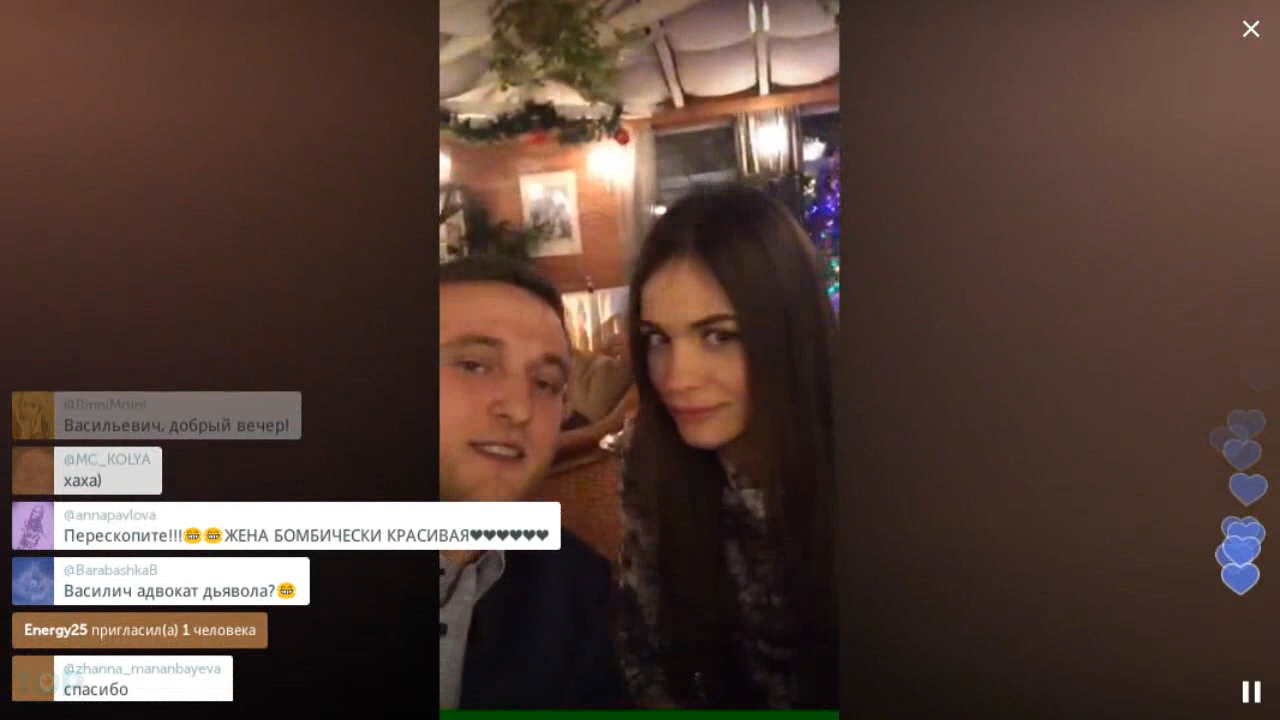 Васильевич, добрый вечер!
@MC_KOLYA
хаха)
@annapavlova
Перескопите!!!🤓🤓ЖЕНА БОМБИЧЕСКИ КРАСИВАЯ♥♥♥♥♥♥
@BarabashkaB
Василич адвокат дьявола?🤓
Energy25 пригласил(а) 1 человека
@zhanna_mananbayeva
спасибо